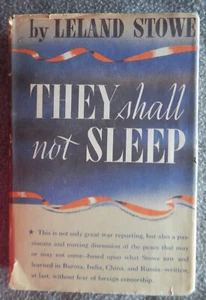 by LELAND STOWE
THEY shall
not SLEEP
★ This is not only great war reporting, but also a pas-
sionate and moving discussion of the peace that may
or may not come—based upon what Stowe saw and
learned in Burma, India, China, and Russia—written,
at last, without fear of foreign censorship.